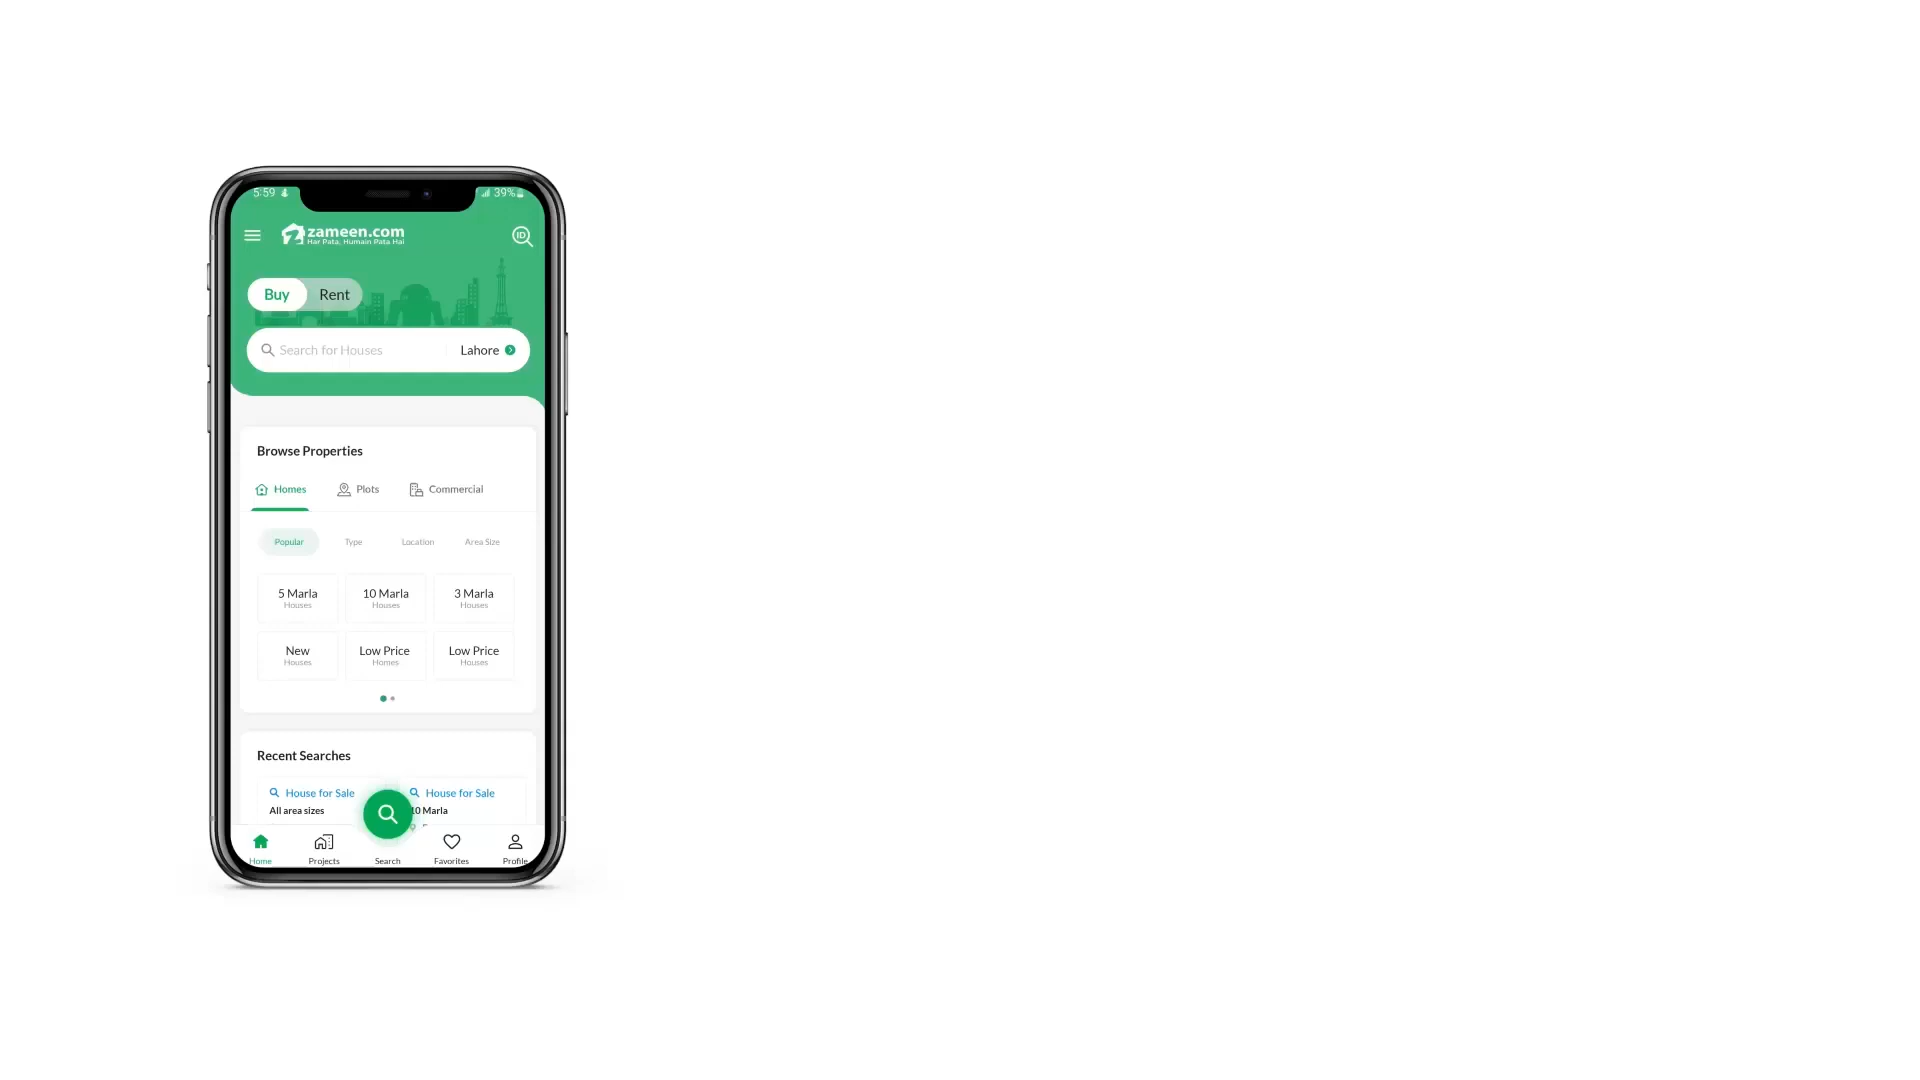 5:59 39%
zameen.com
Har Pata, Humain Pata Hai
ID
Buy Rent
Search for Houses Lahore
Browse Properties
Homes Plots Commercial
Popular Type Location Area Size
5 Marla 10 Marla 3 Marla
Houses Houses Houses
New Low Price Low Price
Houses Homes Houses
Recent Searches
House for Sale House for Sale
All area sizes 10 Marla
Home Projects Search Favorites Profile